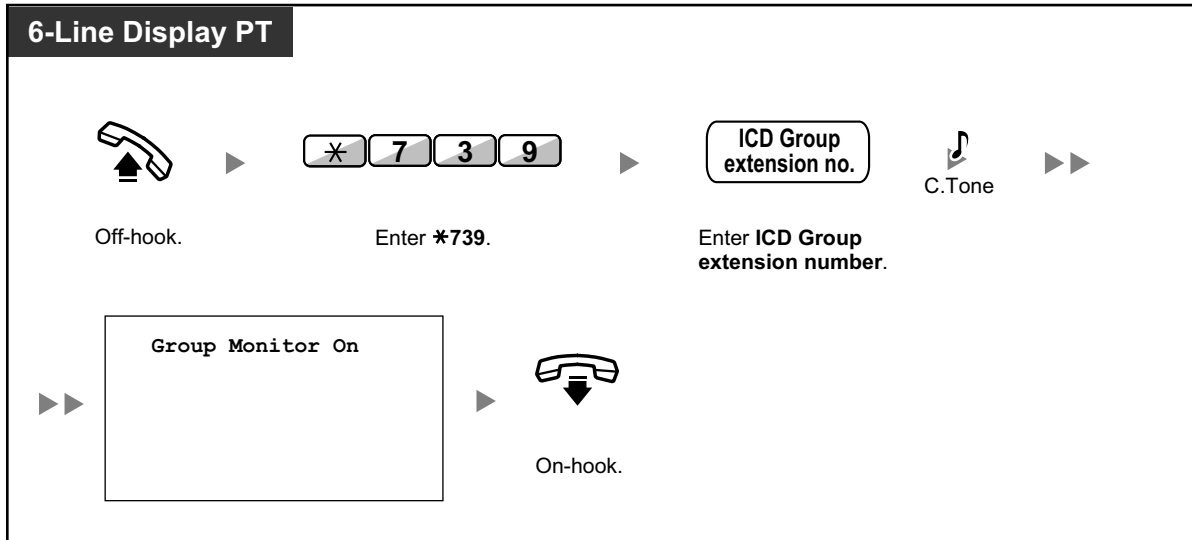 6-Line Display PT
✳ 7 3 9
ICD Group
extension no.
C.Tone
Off-hook.
Enter ✳739.
Enter ICD Group
extension number.
Group Monitor On
On-hook.